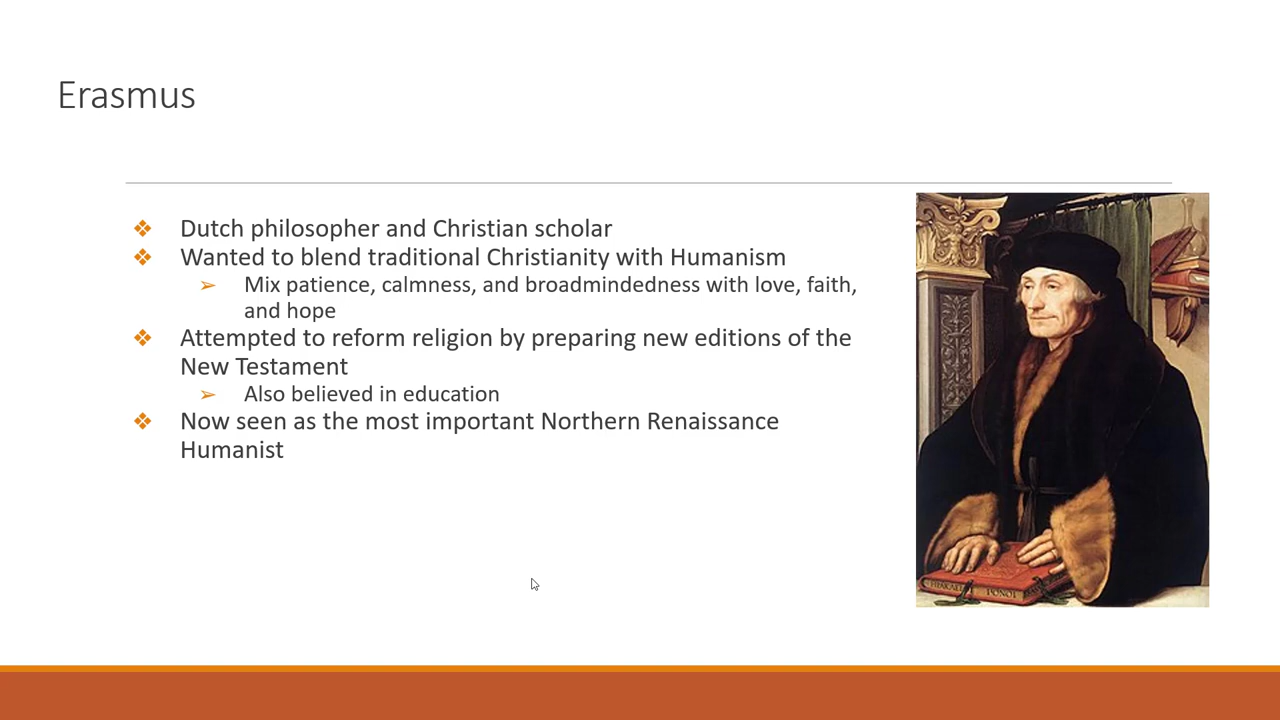 Erasmus
Dutch philosopher and Christian scholar
Wanted to blend traditional Christianity with Humanism
Mix patience, calmness, and broadmindedness with love, faith,
and hope
Attempted to reform religion by preparing new editions of the
New Testament
Also believed in education
Now seen as the most important Northern Renaissance
Humanist